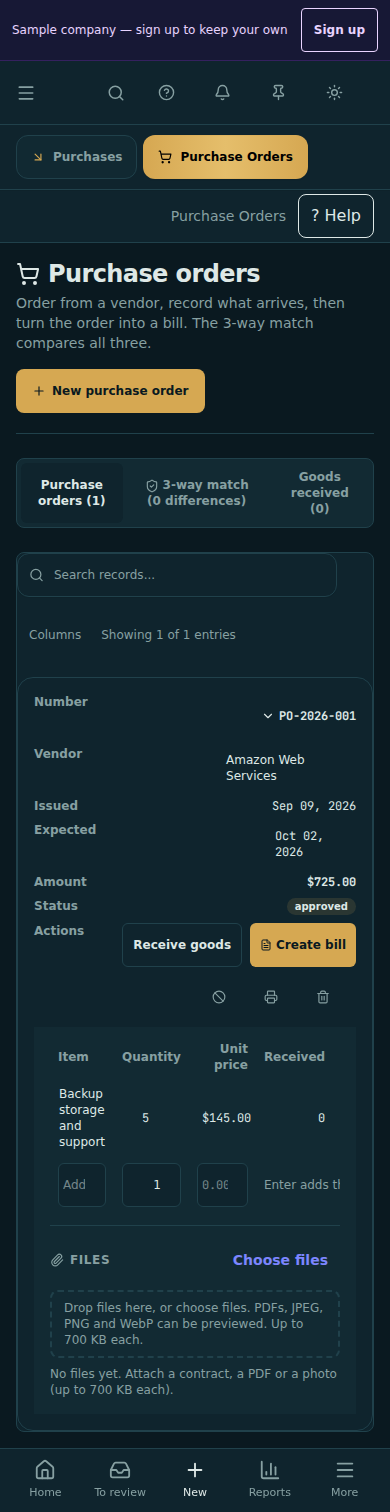 Sample company — sign up to keep your own
Sign up
Purchases
Purchase Orders
Purchase Orders
? Help
Purchase orders
Order from a vendor, record what arrives, then
turn the order into a bill. The 3-way match
compares all three.
New purchase order
Purchase
orders (1)
3-way match
(0 differences)
Goods
received
(0)
Search records...
Columns
Showing 1 of 1 entries
Number
PO-2026-001
Vendor
Amazon Web
Services
Issued
Sep 09, 2026
Expected
Oct 02,
2026
Amount
$725.00
Status
approved
Actions
Receive goods
Create bill
Item
Quantity
Unit
price
Received
Backup
storage
and
support
5
$145.00
0
Add
1
0.00
Enter adds
FILES
Choose files
Drop files here, or choose files. PDFs, JPEG,
PNG and WebP can be previewed. Up to
700 KB each.
No files yet. Attach a contract, a PDF or a photo
(up to 700 KB each).
Home
To review
New
Reports
More